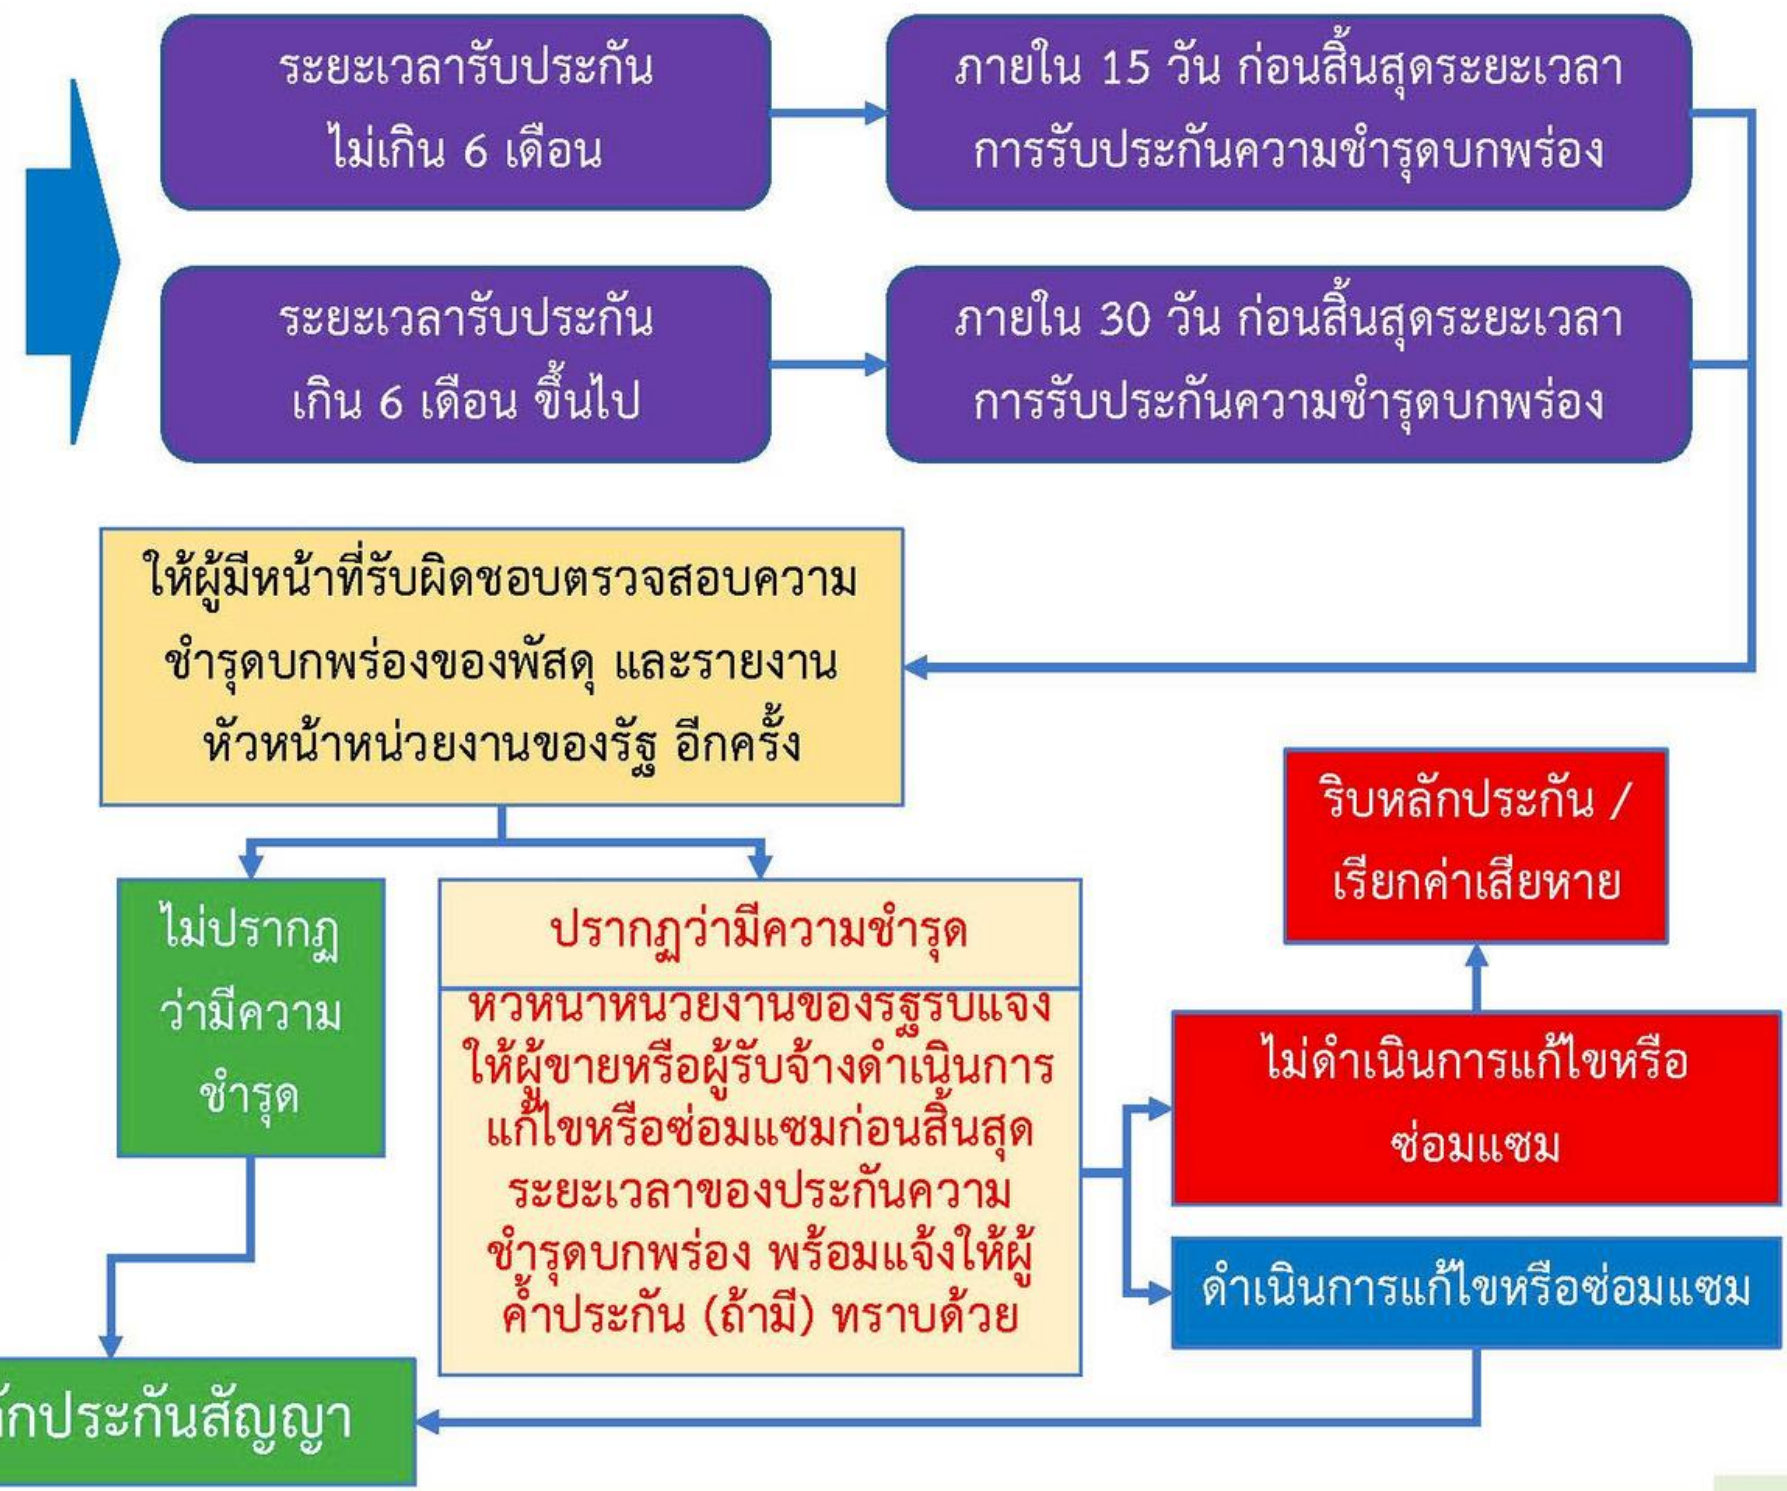 ระยะเวลารับประกัน
ไม่เกิน 6 เดือน
ภายใน 15 วัน ก่อนสิ้นสุดระยะเวลา
การรับประกันความชำรุดบกพร่อง
ระยะเวลารับประกัน
เกิน 6 เดือน ขึ้นไป
ภายใน 30 วัน ก่อนสิ้นสุดระยะเวลา
การรับประกันความชำรุดบกพร่อง
ให้ผู้มีหน้าที่รับผิดชอบตรวจสอบความ
ชำรุดบกพร่องของพัสดุ และรายงาน
หัวหน้าหน่วยงานของรัฐ อีกครั้ง
ริบหลักประกัน /
เรียกค่าเสียหาย
ไม่ปรากฏ
ว่ามีความ
ชำรุด
ปรากฏว่ามีความชำรุด
หัวหน้าหน่วยงานของรัฐรีบแจ้ง
ให้ผู้ขายหรือผู้รับจ้างดำเนินการ
แก้ไขหรือซ่อมแซมก่อนสิ้นสุด
ระยะเวลาของประกันความ
ชำรุดบกพร่อง พร้อมแจ้งให้ผู้
ค้ำประกัน (ถ้ามี) ทราบด้วย
ไม่ดำเนินการแก้ไขหรือ
ซ่อมแซม
ดำเนินการแก้ไขหรือซ่อมแซม
ักประกันสัญญา